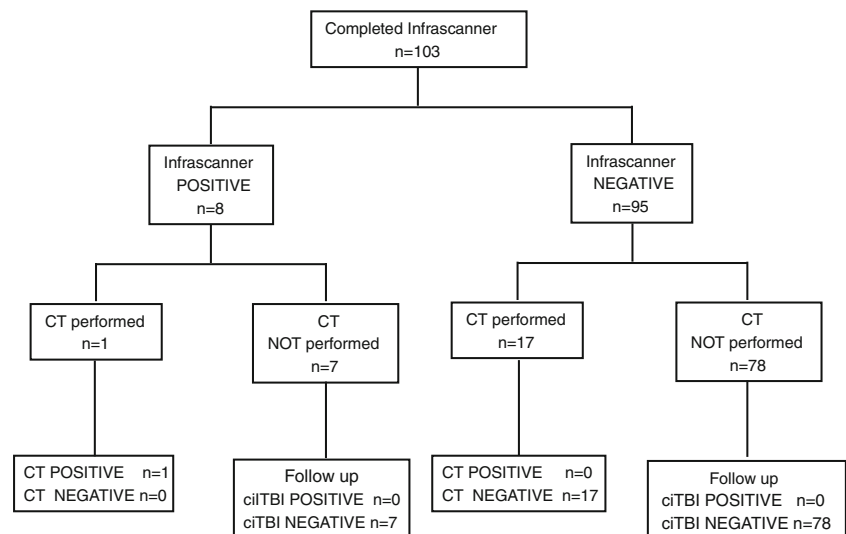 Completed Infrascanner
n=103
Infrascanner
POSITIVE
n=8
Infrascanner
NEGATIVE
n=95
CT performed
n=1
CT
NOT performed
n=7
CT performed
n=17
CT
NOT performed
n=78
CT POSITIVE n=1
CT NEGATIVE n=0
Follow up
ciITBI POSITIVE n=0
ciTBI NEGATIVE n=7
CT POSITIVE n=0
CT NEGATIVE n=17
Follow up
ciTBI POSITIVE n=0
ciTBI NEGATIVE n=78